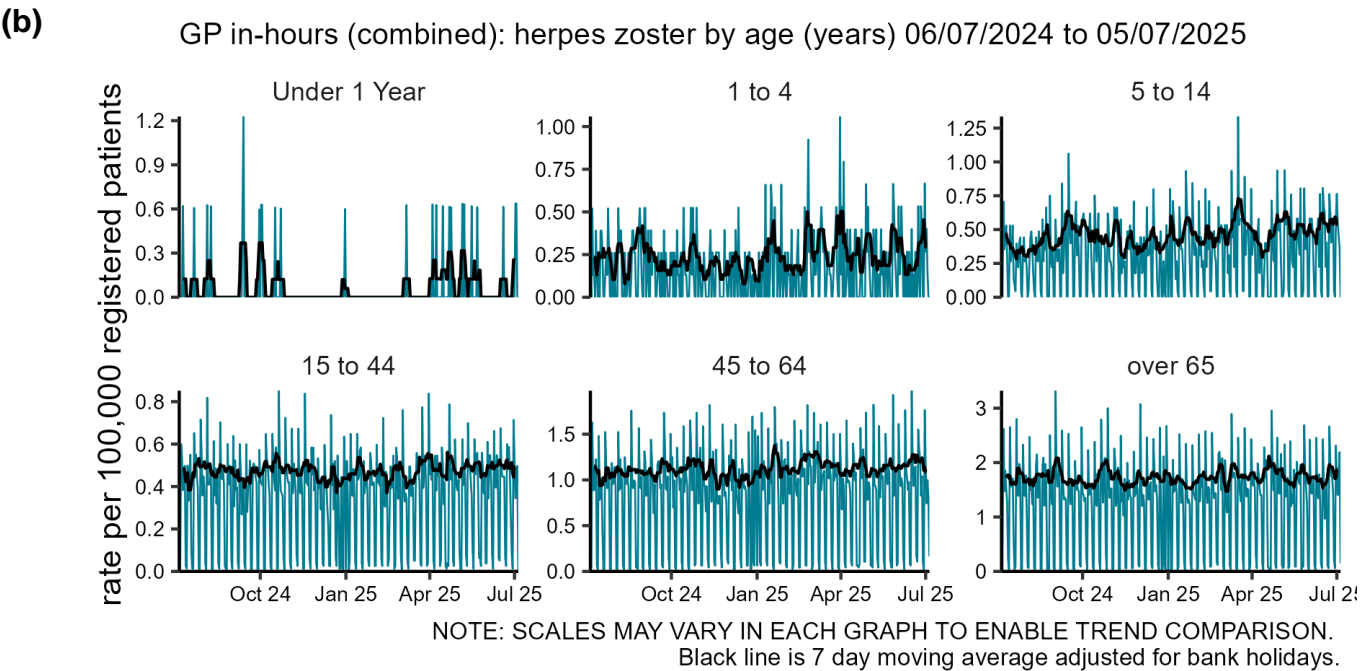 (b)
GP in-hours (combined): herpes zoster by age (years) 06/07/2024 to 05/07/2025
rate per 100,000 registered patients
Under 1 Year
1.2
0.9
0.6
0.3
0.0
1 to 4
1.00
0.75
0.50
0.25
0.00
5 to 14
1.25
1.00
0.75
0.50
0.25
0.00
15 to 44
0.8
0.6
0.4
0.2
0.0
Oct 24 Jan 25 Apr 25 Jul 25
45 to 64
1.5
1.0
0.5
0.0
Oct 24 Jan 25 Apr 25 Jul 25
over 65
3
2
1
0
Oct 24 Jan 25 Apr 25 Jul 25
NOTE: SCALES MAY VARY IN EACH GRAPH TO ENABLE TREND COMPARISON.
Black line is 7 day moving average adjusted for bank holidays.